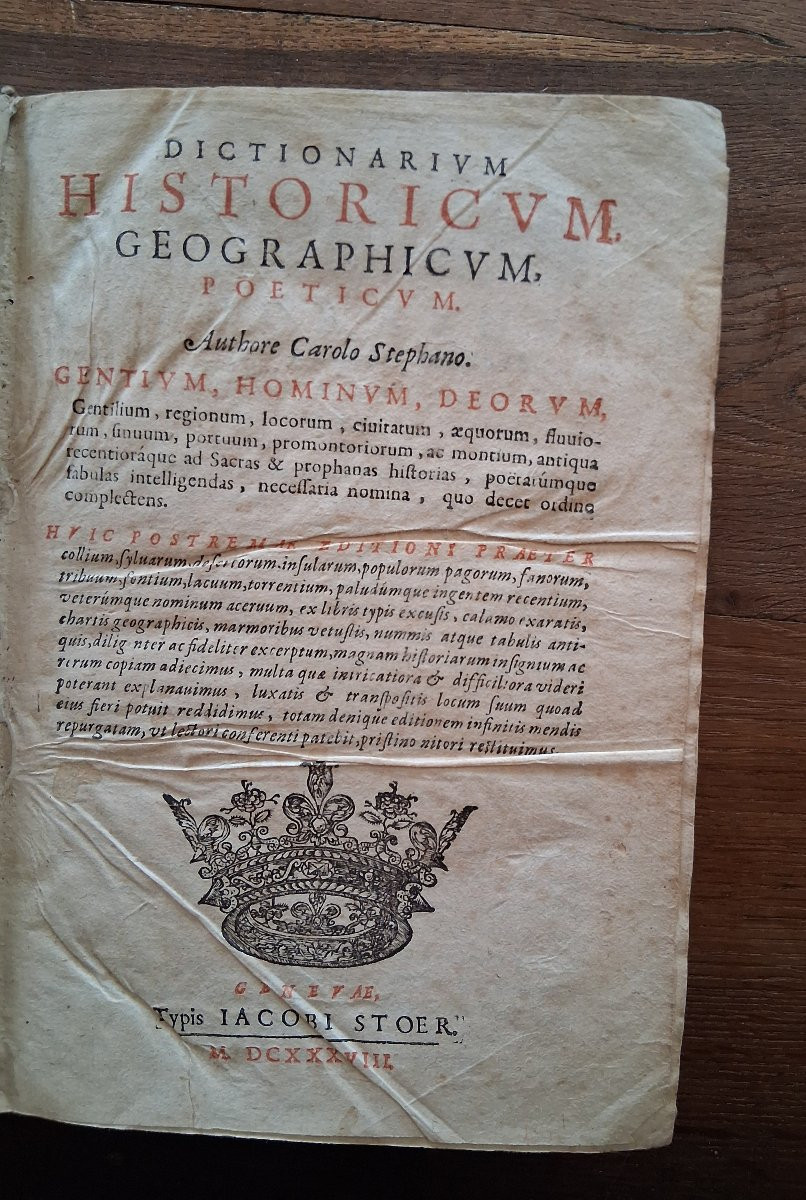 DICTIONARIVM
HISTORICVM,
GEOGRAPHICVM,
POETICVM.
Authore Carolo Stephano.
GENTIVM, HOMINVM, DEORVM,
Gentilium, regionum, locorum, ciuitatum, æquorum, fluuio-
rum, ſinuum, portuum, promontoriorum, ac montium, antiqua
recentioráque ad Sacras & prophanas hiſtorias, poëtarúmque
fabulas intelligendas, neceſſaria nomina, quo decet ordine
complectens.
HVIC POSTREMÆ EDITIONI PRÆTER
collium, ſyluarum, deſertorum, inſularum, populorum pagorum, fanorum,
tribuum, fontium, lacuum, torrentium, paludúmque ingentem recentium,
veterúmque nominum aceruum, ex libris typis excuſis, calamo exaratis,
chartis geographicis, marmoribus vetuſtis, nummis atque tabulis anti-
quis, dilig nter ac fideliter excerptum, magnam hiſtoriarum inſignium ac
rerum copiam adiecimus, multa quæ intricatiora & difficiliora videri
poterant explanauimus, luxatis & tranſpoſitis locum ſuum quoad
eius fieri potuit reddidimus, totam denique editionem infinitis mendis
repurgatam, vt lectori conferenti patebit, priſtino nitori reſtituimus.
GENEVÆ,
Typis IACOBI STOER.
M. DCXXXVIII.